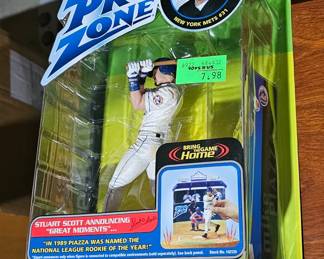 PRO
ZONE
NEW YORK METS #31
TOYS R US
7.98
BRING THE GAME
Home
STUART SCOTT ANNOUNCING
"GREAT MOMENTS"...
"IN 1989 PIAZZA WAS NAMED THE
NATIONAL LEAGUE ROOKIE OF THE YEAR!"